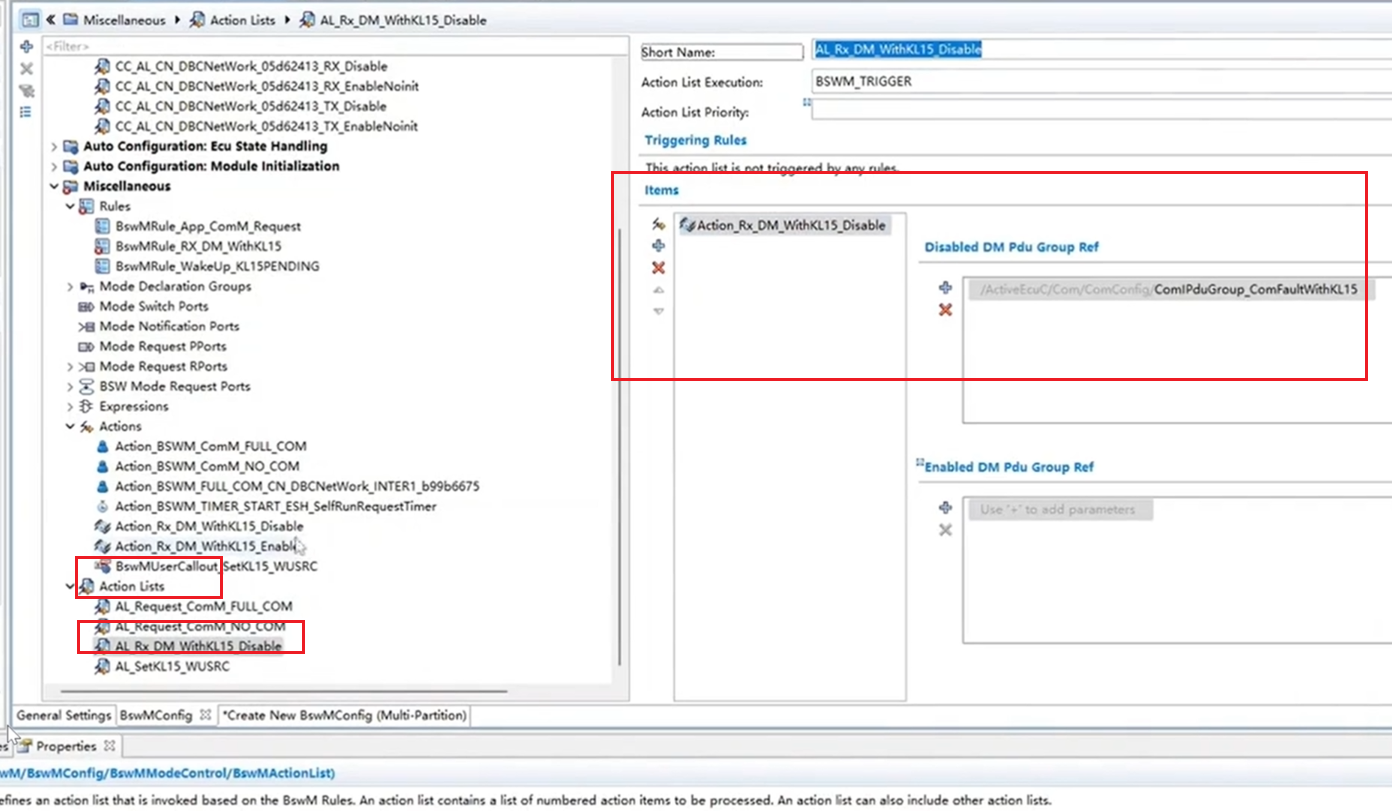 Miscellaneous Action Lists AL_Rx_DM_WithKL15_Disable
<Filter>
CC_AL_CN_DBCNetWork_05d62413_RX_Disable
CC_AL_CN_DBCNetWork_05d62413_RX_EnableNoinit
CC_AL_CN_DBCNetWork_05d62413_TX_Disable
CC_AL_CN_DBCNetWork_05d62413_TX_EnableNoinit
Auto Configuration: Ecu State Handling
Auto Configuration: Module Initialization
Miscellaneous
Rules
BswMRule_App_ComM_Request
BswMRule_RX_DM_WithKL15
BswMRule_WakeUp_KL15PENDING
Mode Declaration Groups
Mode Switch Ports
Mode Notification Ports
Mode Request PPorts
Mode Request RPorts
BSW Mode Request Ports
Expressions
Actions
Action_BSWM_ComM_FULL_COM
Action_BSWM_ComM_NO_COM
Action_BSWM_FULL_COM_CN_DBCNetWork_INTER1_b99b6675
Action_BSWM_TIMER_START_ESH_SelfRunRequestTimer
Action_Rx_DM_WithKL15_Disable
Action_Rx_DM_WithKL15_Enable
BswMUserCallout_SetKL15_WUSRC
Action Lists
AL_Request_ComM_FULL_COM
AL_Request_ComM_NO_COM
AL_Rx_DM_WithKL15_Disable
AL_SetKL15_WUSRC
Short Name: AL_Rx_DM_WithKL15_Disable
Action List Execution: BSWM_TRIGGER
Action List Priority:
Triggering Rules
This action list is not triggered by any rules.
Items
Action_Rx_DM_WithKL15_Disable
Disabled DM Pdu Group Ref
/ActiveEcuC/Com/ComConfig/ComIPduGroup_ComFaultWithKL15
Enabled DM Pdu Group Ref
Use '+' to add parameters
General Settings BswMConfig *Create New BswMConfig (Multi-Partition)
Properties
wM/BswMConfig/BswMModeControl/BswMActionList)
efines an action list that is invoked based on the BswM Rules. An action list contains a list of numbered action items to be processed. An action list can also include other action lists.